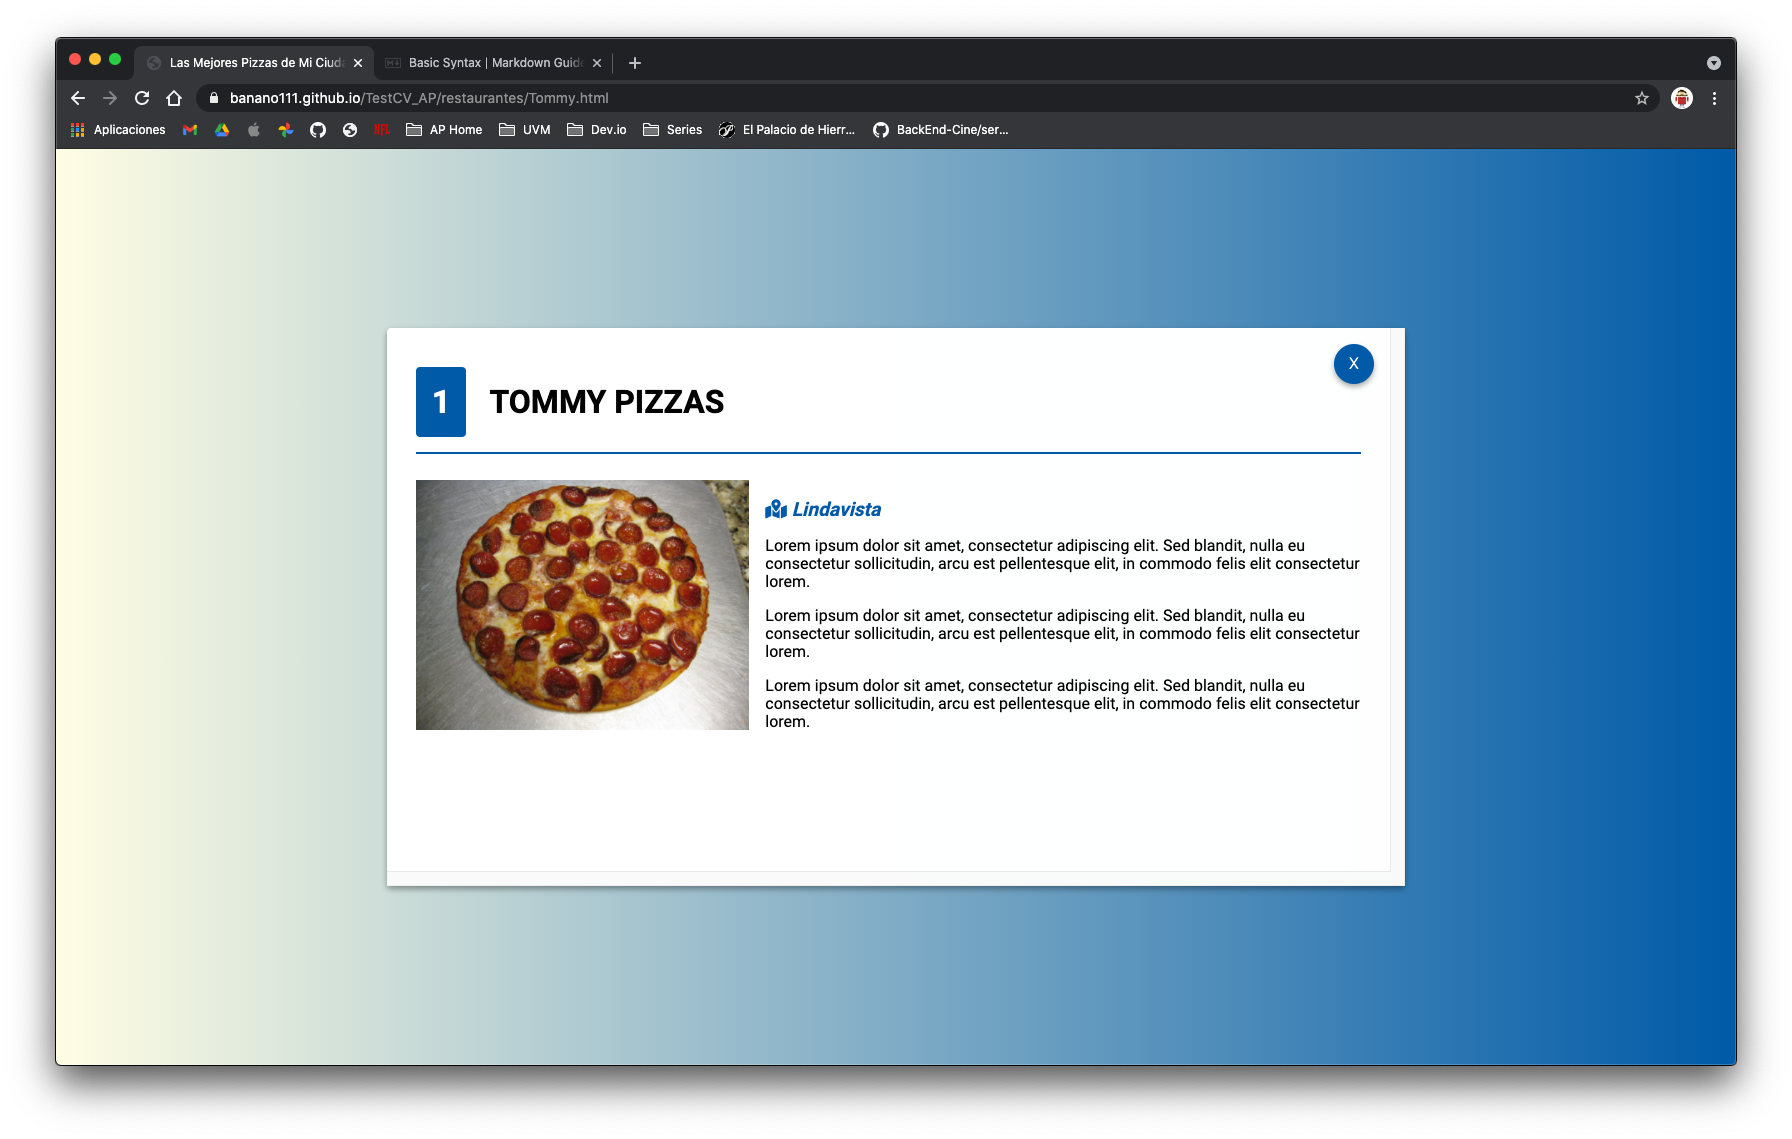 Las Mejores Pizzas de Mi Ciuda
Basic Syntax | Markdown Guide
banano111.github.io/TestCV_AP/restaurantes/Tommy.html
Aplicaciones
NFL
AP Home
UVM
Dev.io
Series
El Palacio de Hierr...
BackEnd-Cine/ser...
X
1
TOMMY PIZZAS
Lindavista
Lorem ipsum dolor sit amet, consectetur adipiscing elit. Sed blandit, nulla eu
consectetur sollicitudin, arcu est pellentesque elit, in commodo felis elit consectetur
lorem.
Lorem ipsum dolor sit amet, consectetur adipiscing elit. Sed blandit, nulla eu
consectetur sollicitudin, arcu est pellentesque elit, in commodo felis elit consectetur
lorem.
Lorem ipsum dolor sit amet, consectetur adipiscing elit. Sed blandit, nulla eu
consectetur sollicitudin, arcu est pellentesque elit, in commodo felis elit consectetur
lorem.